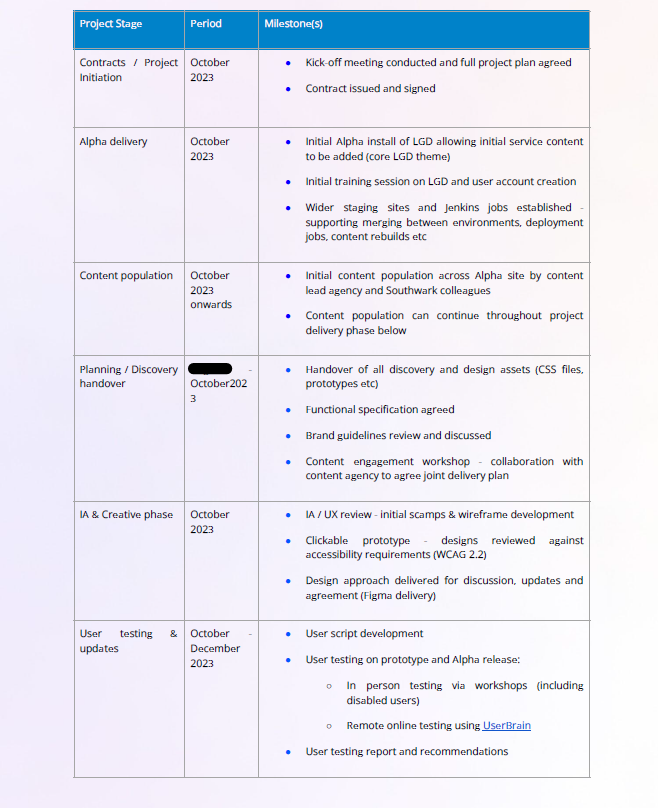 Project Stage Period Milestone(s)
Contracts / Project Initiation
October 2023
Kick-off meeting conducted and full project plan agreed
Contract issued and signed
Alpha delivery
October 2023
Initial Alpha install of LGD allowing initial service content
to be added (core LGD theme)
Initial training session on LGD and user account creation
Wider staging sites and Jenkins jobs established -
supporting merging between environments, deployment
jobs, content rebuilds etc
Content population
October 2023 onwards
Initial content population across Alpha site by content
lead agency and Southwark colleagues
Content population can continue throughout project
delivery phase below
Planning / Discovery handover
-
October202
3
Handover of all discovery and design assets (CSS files,
prototypes etc)
Functional specification agreed
Brand guidelines review and discussed
Content engagement workshop - collaboration with
content agency to agree joint delivery plan
IA & Creative phase
October 2023
IA / UX review - initial scamps & wireframe development
Clickable prototype - designs reviewed against
accessibility requirements (WCAG 2.2)
Design approach delivered for discussion, updates and
agreement (Figma delivery)
User testing & updates
October - December 2023
User script development
User testing on prototype and Alpha release:
In person testing via workshops (including
disabled users)
Remote online testing using UserBrain
User testing report and recommendations